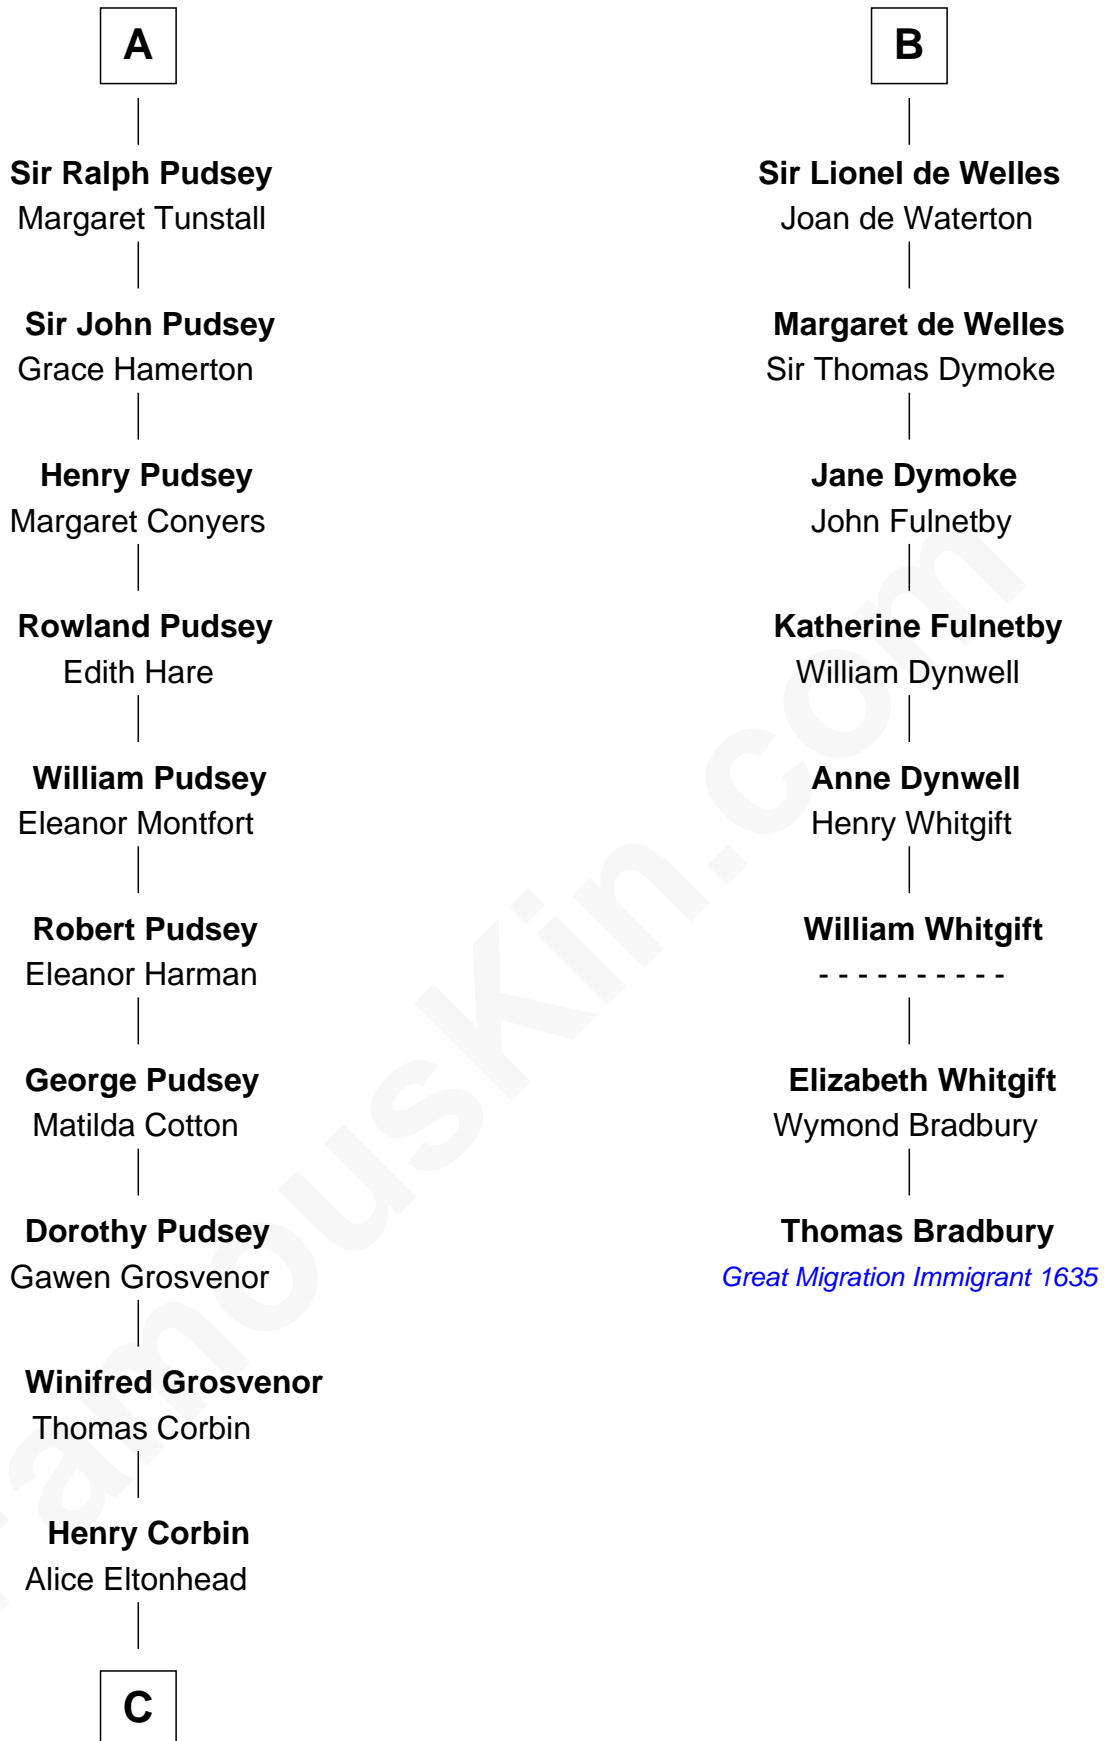 A
Sir Ralph Pudsey
Margaret Tunstall
Sir John Pudsey
Grace Hamerton
Henry Pudsey
Margaret Conyers
Rowland Pudsey
Edith Hare
William Pudsey
Eleanor Montfort
Robert Pudsey
Eleanor Harman
George Pudsey
Matilda Cotton
Dorothy Pudsey
Gawen Grosvenor
Winifred Grosvenor
Thomas Corbin
Henry Corbin
Alice Eltonhead
C
B
Sir Lionel de Welles
Joan de Waterton
Margaret de Welles
Sir Thomas Dymoke
Jane Dymoke
John Fulnetby
Katherine Fulnetby
William Dynwell
Anne Dynwell
Henry Whitgift
William Whitgift
- - - - - - - - - -
Elizabeth Whitgift
Wymond Bradbury
Thomas Bradbury
Great Migration Immigrant 1635
FamousKin.com